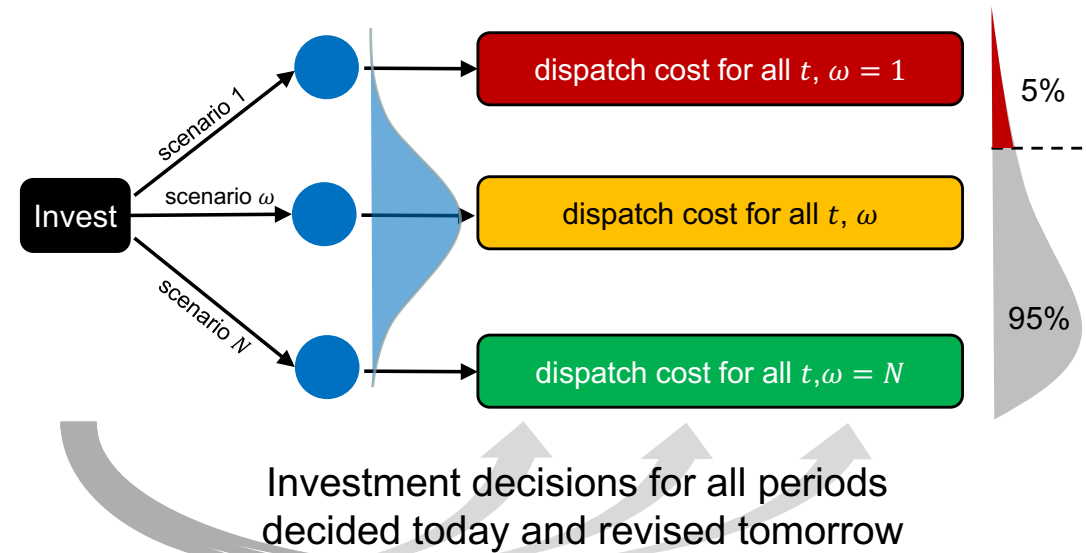 scenario 1
dispatch cost for all 𝑡, 𝜔 = 1
5%
Invest
scenario 𝜔
dispatch cost for all 𝑡, 𝜔
scenario 𝑁
95%
dispatch cost for all 𝑡,𝜔 = 𝑁
Investment decisions for all periods
decided today and revised tomorrow